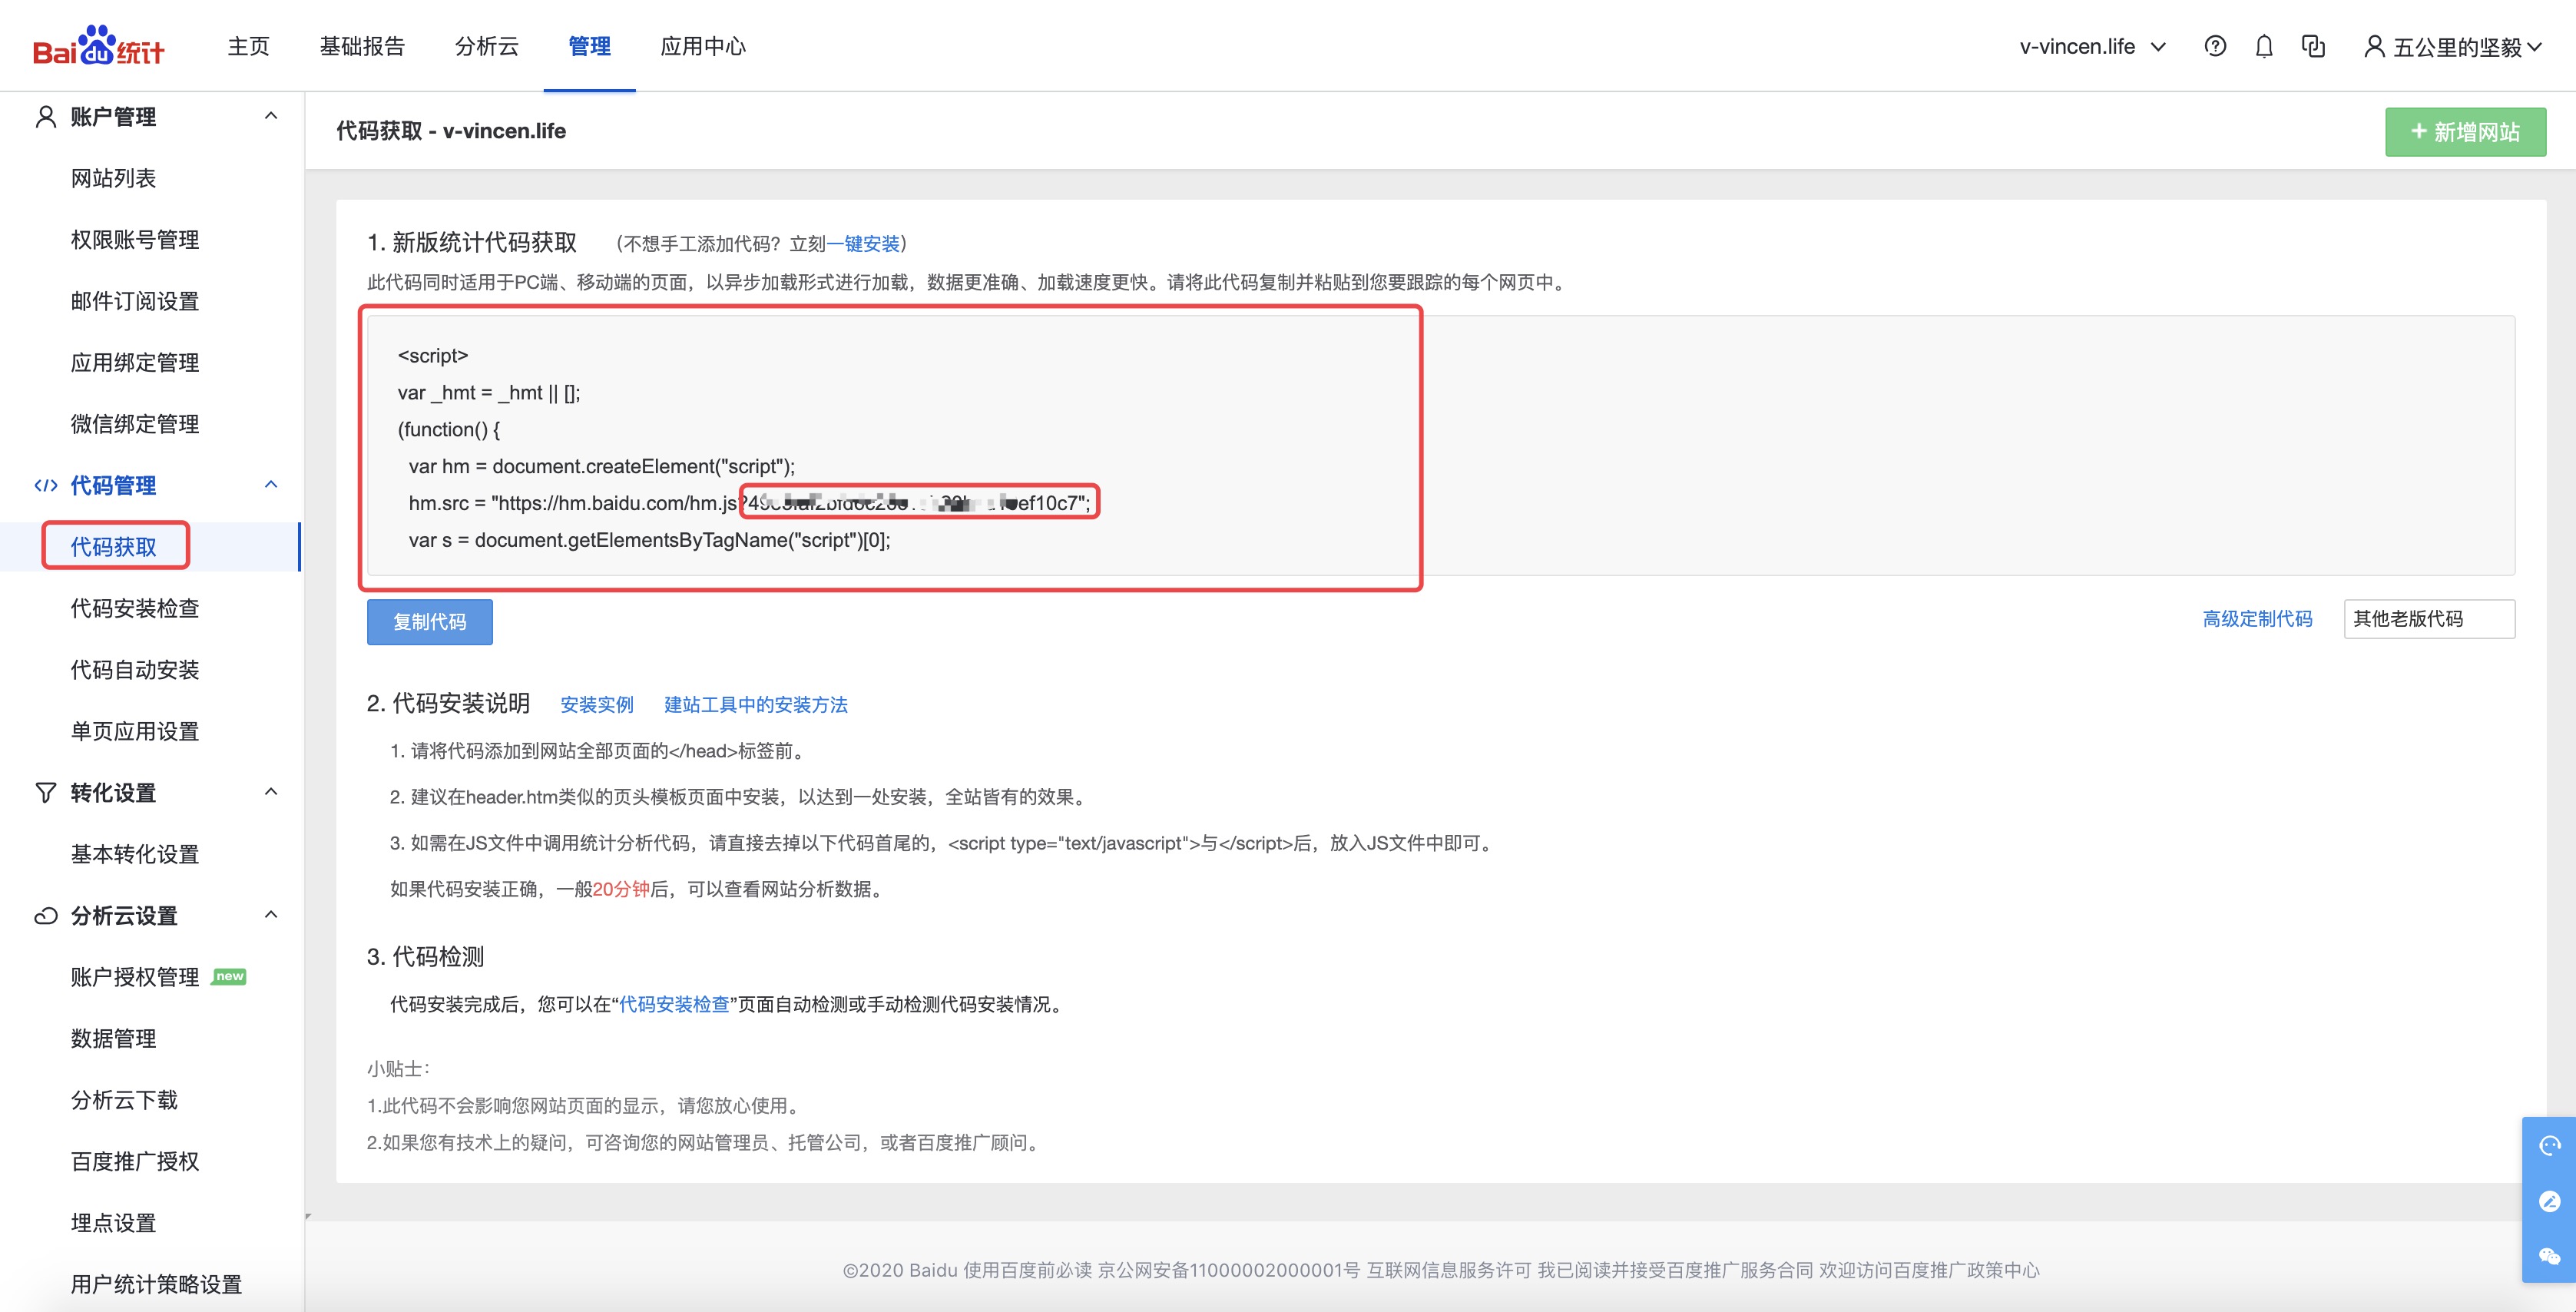 Baidu统计 主页 基础报告 分析云 管理 应用中心 v-vincen.life 五公里的坚毅
账户管理
网站列表
权限账号管理
邮件订阅设置
应用绑定管理
微信绑定管理
代码管理
代码获取
代码安装检查
代码自动安装
单页应用设置
转化设置
基本转化设置
分析云设置
账户授权管理 new
数据管理
分析云下载
百度推广授权
埋点设置
用户统计策略设置
代码获取 - v-vincen.life
+ 新增网站
1. 新版统计代码获取 （不想手工添加代码？立刻一键安装）
此代码同时适用于PC端、移动端的页面，以异步加载形式进行加载，数据更准确、加载速度更快。请将此代码复制并粘贴到您要跟踪的每个网页中。
<script>
var _hmt = _hmt || [];
(function() {
var hm = document.createElement("script");
hm.src = "https://hm.baidu.com/hm.js?
var s = document.getElementsByTagName("script")[0];
复制代码
高级定制代码 其他老版代码
2. 代码安装说明 安装实例 建站工具中的安装方法
1. 请将代码添加到网站全部页面的</head>标签前。
2. 建议在header.htm类似的页头模板页面中安装，以达到一处安装，全站皆有的效果。
3. 如需在JS文件中调用统计分析代码，请直接去掉以下代码首尾的，<script type="text/javascript">与</script>后，放入JS文件中即可。
如果代码安装正确，一般20分钟后，可以查看网站分析数据。
3. 代码检测
代码安装完成后，您可以在“代码安装检查”页面自动检测或手动检测代码安装情况。
小贴士：
1.此代码不会影响您网站页面的显示，请您放心使用。
2.如果您有技术上的疑问，可咨询您的网站管理员、托管公司，或者百度推广顾问。
©2020 Baidu 使用百度前必读 京公网安备11000002000001号 互联网信息服务许可 我已阅读并接受百度推广服务合同 欢迎访问百度推广政策中心